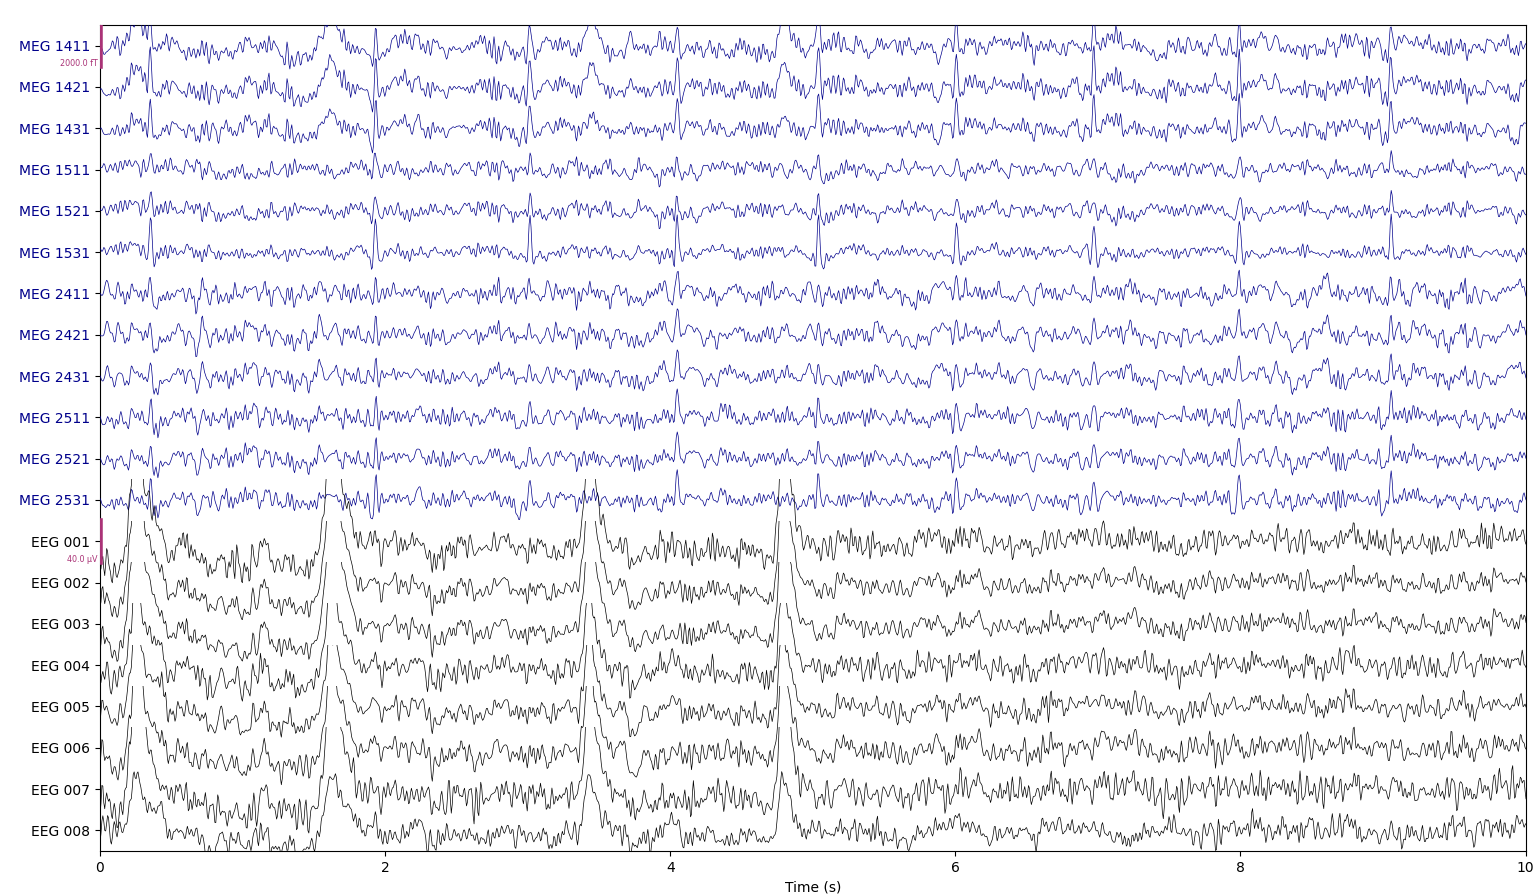 MEG 1411
2000.0 fT
MEG 1421
MEG 1431
MEG 1511
MEG 1521
MEG 1531
MEG 2411
MEG 2421
MEG 2431
MEG 2511
MEG 2521
MEG 2531
EEG 001
40.0 µV
EEG 002
EEG 003
EEG 004
EEG 005
EEG 006
EEG 007
EEG 008
0 2 4 6 8 10
Time (s)